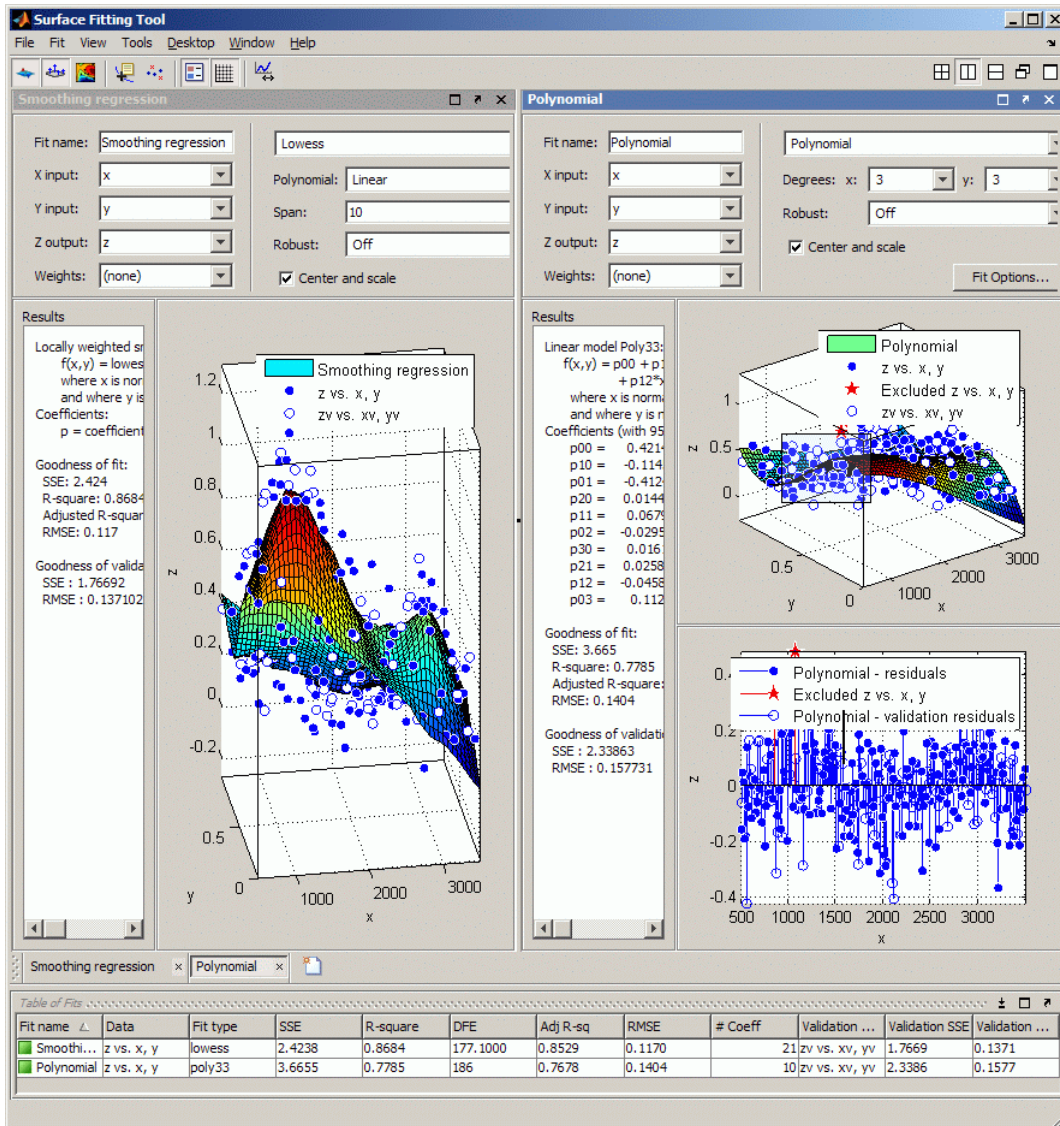 Surface Fitting Tool
File Fit View Tools Desktop Window Help
Smoothing regression
Fit name: Smoothing regression
X input: x
Y input: y
Z output: z
Weights: (none)
Lowess
Polynomial: Linear
Span: 10
Robust: Off
Center and scale
Results
Locally weighted sr
f(x,y) = lowes
where x is norr
and where y is
Coefficients:
p = coefficient
Goodness of fit:
SSE: 2.424
R-square: 0.8684
Adjusted R-squar
RMSE: 0.117
Goodness of valida
SSE : 1.76692
RMSE : 0.137102
Smoothing regression
z vs. x, y
zv vs. xv, yv
1.2
1
0.8
0.6
0.4
0.2
0
-0.2
z
0.5
0
y
1000
2000
3000
x
Polynomial
Fit name: Polynomial
X input: x
Y input: y
Z output: z
Weights: (none)
Polynomial
Degrees: x: 3 y: 3
Robust: Off
Center and scale
Fit Options...
Results
Linear model Poly33:
f(x,y) = p00 + p1
+ p12*x
where x is norma
and where y is n
Coefficients (with 95
p00 = 0.4214
p10 = -0.114
p01 = -0.412
p20 = 0.0144
p11 = 0.0679
p02 = -0.0295
p30 = 0.016
p21 = 0.0258
p12 = -0.0458
p03 = 0.112
Goodness of fit:
SSE: 3.665
R-square: 0.7785
Adjusted R-square:
RMSE: 0.1404
Goodness of validati
SSE : 2.33863
RMSE : 0.157731
Polynomial
z vs. x, y
Excluded z vs. x, y
zv vs. xv, yv
1
0.5
0
z
0.5
0
y
1000
2000
3000
x
Polynomial - residuals
Excluded z vs. x, y
Polynomial - validation residuals
0.4
0.2
0
-0.2
-0.4
z
500 1000 1500 2000 2500 3000
x
Smoothing regression × Polynomial ×
Table of Fits
Fit name Data Fit type SSE R-square DFE Adj R-sq RMSE # Coeff Validation ... Validation SSE Validation ...
Smoothi... z vs. x, y lowess 2.4238 0.8684 177.1000 0.8529 0.1170 21 zv vs. xv, yv 1.7669 0.1371
Polynomial z vs. x, y poly33 3.6655 0.7785 186 0.7678 0.1404 10 zv vs. xv, yv 2.3386 0.1577